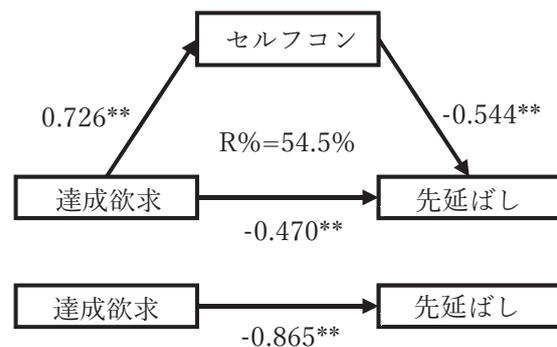 セルフコン
0.726**
-0.544**
R%=54.5%
達成欲求
先延ばし
-0.470**
達成欲求
先延ばし
-0.865**